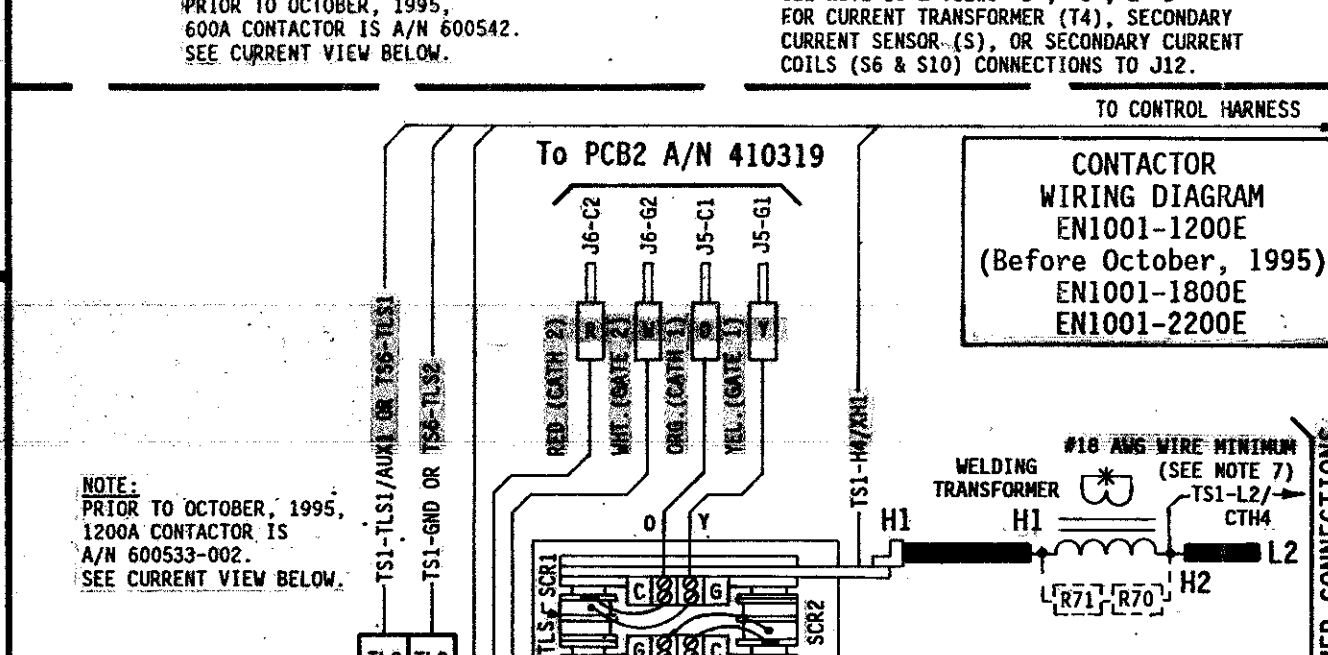 PRIOR TO OCTOBER, 1995,
600A CONTACTOR IS A/N 600542.
SEE CURRENT VIEW BELOW.
FOR CURRENT TRANSFORMER (T4), SECONDARY
CURRENT SENSOR (S), OR SECONDARY CURRENT
COILS (S6 & S10) CONNECTIONS TO J12.
TO CONTROL HARNESS
To PCB2 A/N 410319
CONTACTOR
WIRING DIAGRAM
EN1001-1200E
(Before October, 1995)
EN1001-1800E
EN1001-2200E
J6-C2
J6-G2
J5-C1
J5-G1
R
W
O
Y
RED (CATH 2)
WHT.(GATE 2)
ORG.(CATH 1)
YEL.(GATE 1)
TS1-TLS1/AUX1 OR TS6-TLS1
TS1-GND OR TS6-TLS2
TS1-H4/XH1
NOTE:
PRIOR TO OCTOBER, 1995,
1200A CONTACTOR IS
A/N 600533-002.
SEE CURRENT VIEW BELOW.
#18 AWG WIRE MINIMUM
(SEE NOTE 7)
WELDING
TRANSFORMER
TS1-L2/
CTH4
O
Y
H1
H1
L2
H2
R71
R70
C
G
SCR1
TLS
SCR2
G
C
CONNECTIONS